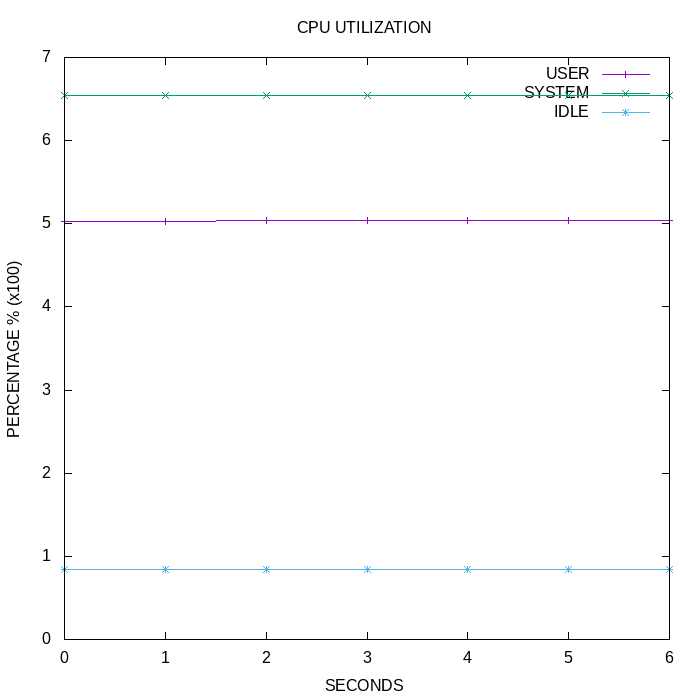 CPU UTILIZATION
7
6
5
4
3
2
1
0
USER
SYSTEM
IDLE
PERCENTAGE % (x100)
0 1 2 3 4 5 6
SECONDS